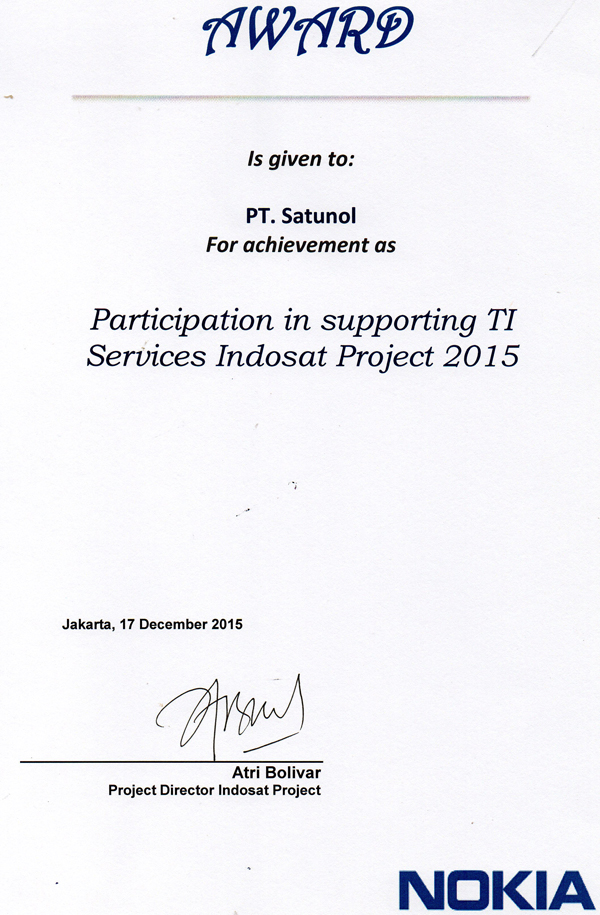 AWARD
Is given to:
PT. Satunol
For achievement as
Participation in supporting TI
Services Indosat Project 2015
Jakarta, 17 December 2015
Atri Bolivar
Project Director Indosat Project
NOKIA